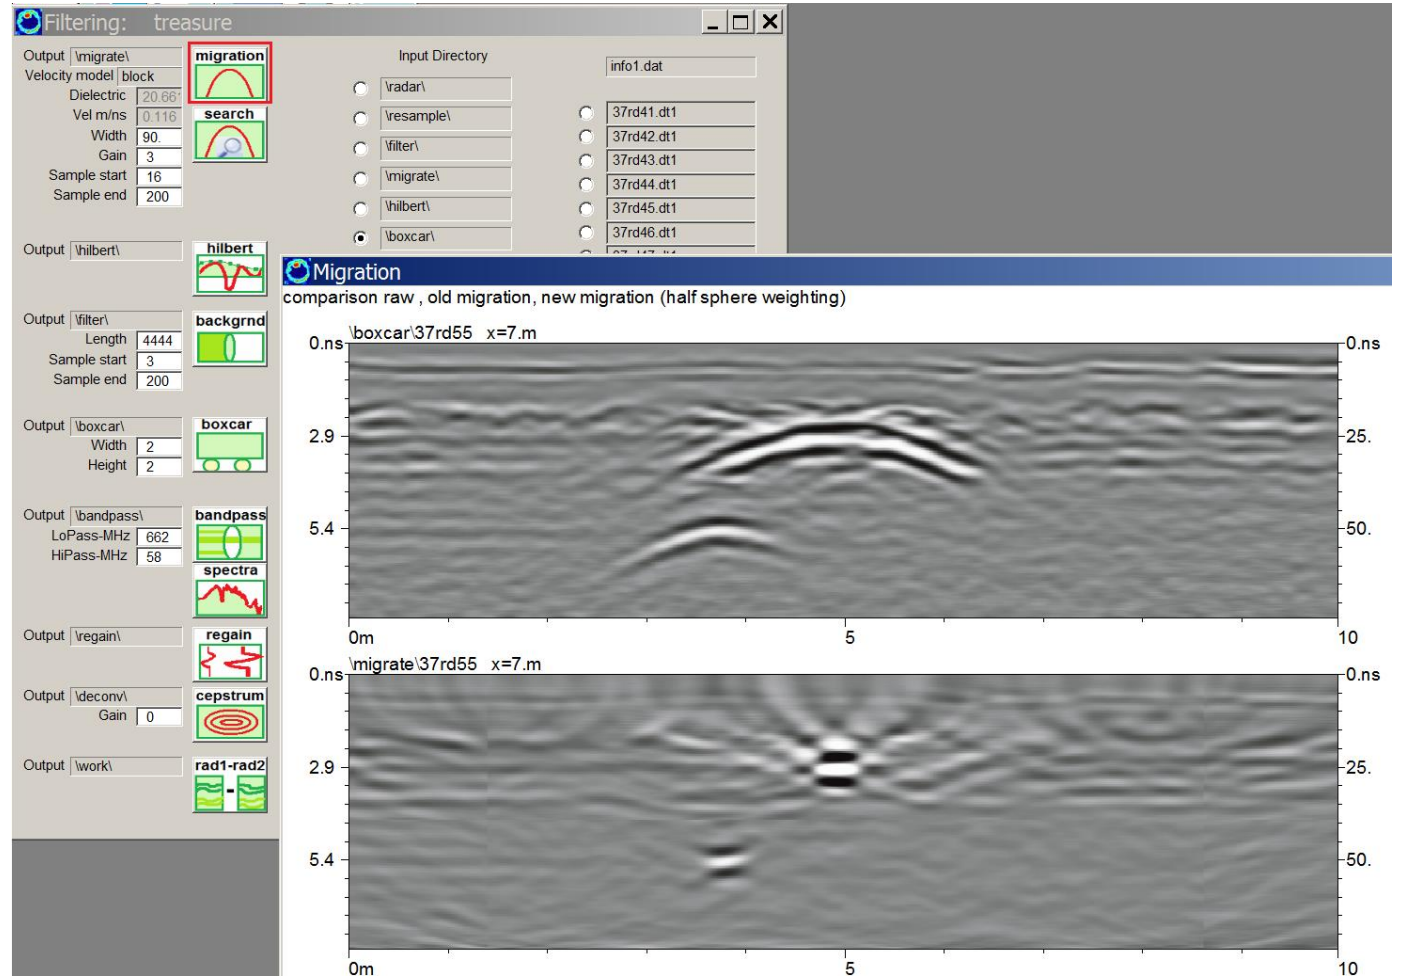 Filtering:    treasure
Output \migrate\
migration
Velocity model block
Dielectric 20.66
Vel m/ns 0.116
search
Width 90.
Gain 3
Sample start 16
Sample end 200
Output \hilbert\
hilbert
Output \filter\
backgrnd
Length 4444
Sample start 3
Sample end 200
Output \boxcar\
boxcar
Width 2
Height 2
Output \bandpass\
bandpass
LoPass-MHz 662
HiPass-MHz 58
spectra
Output \regain\
regain
Output \deconv\
cepstrum
Gain 0
Output \work\
rad1-rad2
Input Directory
\radar\
\resample\
\filter\
\migrate\
\hilbert\
\boxcar\
info1.dat
37rd41.dt1
37rd42.dt1
37rd43.dt1
37rd44.dt1
37rd45.dt1
37rd46.dt1
Migration
comparison raw , old migration, new migration (half sphere weighting)
\boxcar\37rd55   x=7.m
0.ns
0.ns
2.9
25.
5.4
50.
0m 5 10
\migrate\37rd55   x=7.m
0.ns
0.ns
2.9
25.
5.4
50.
0m 5 10